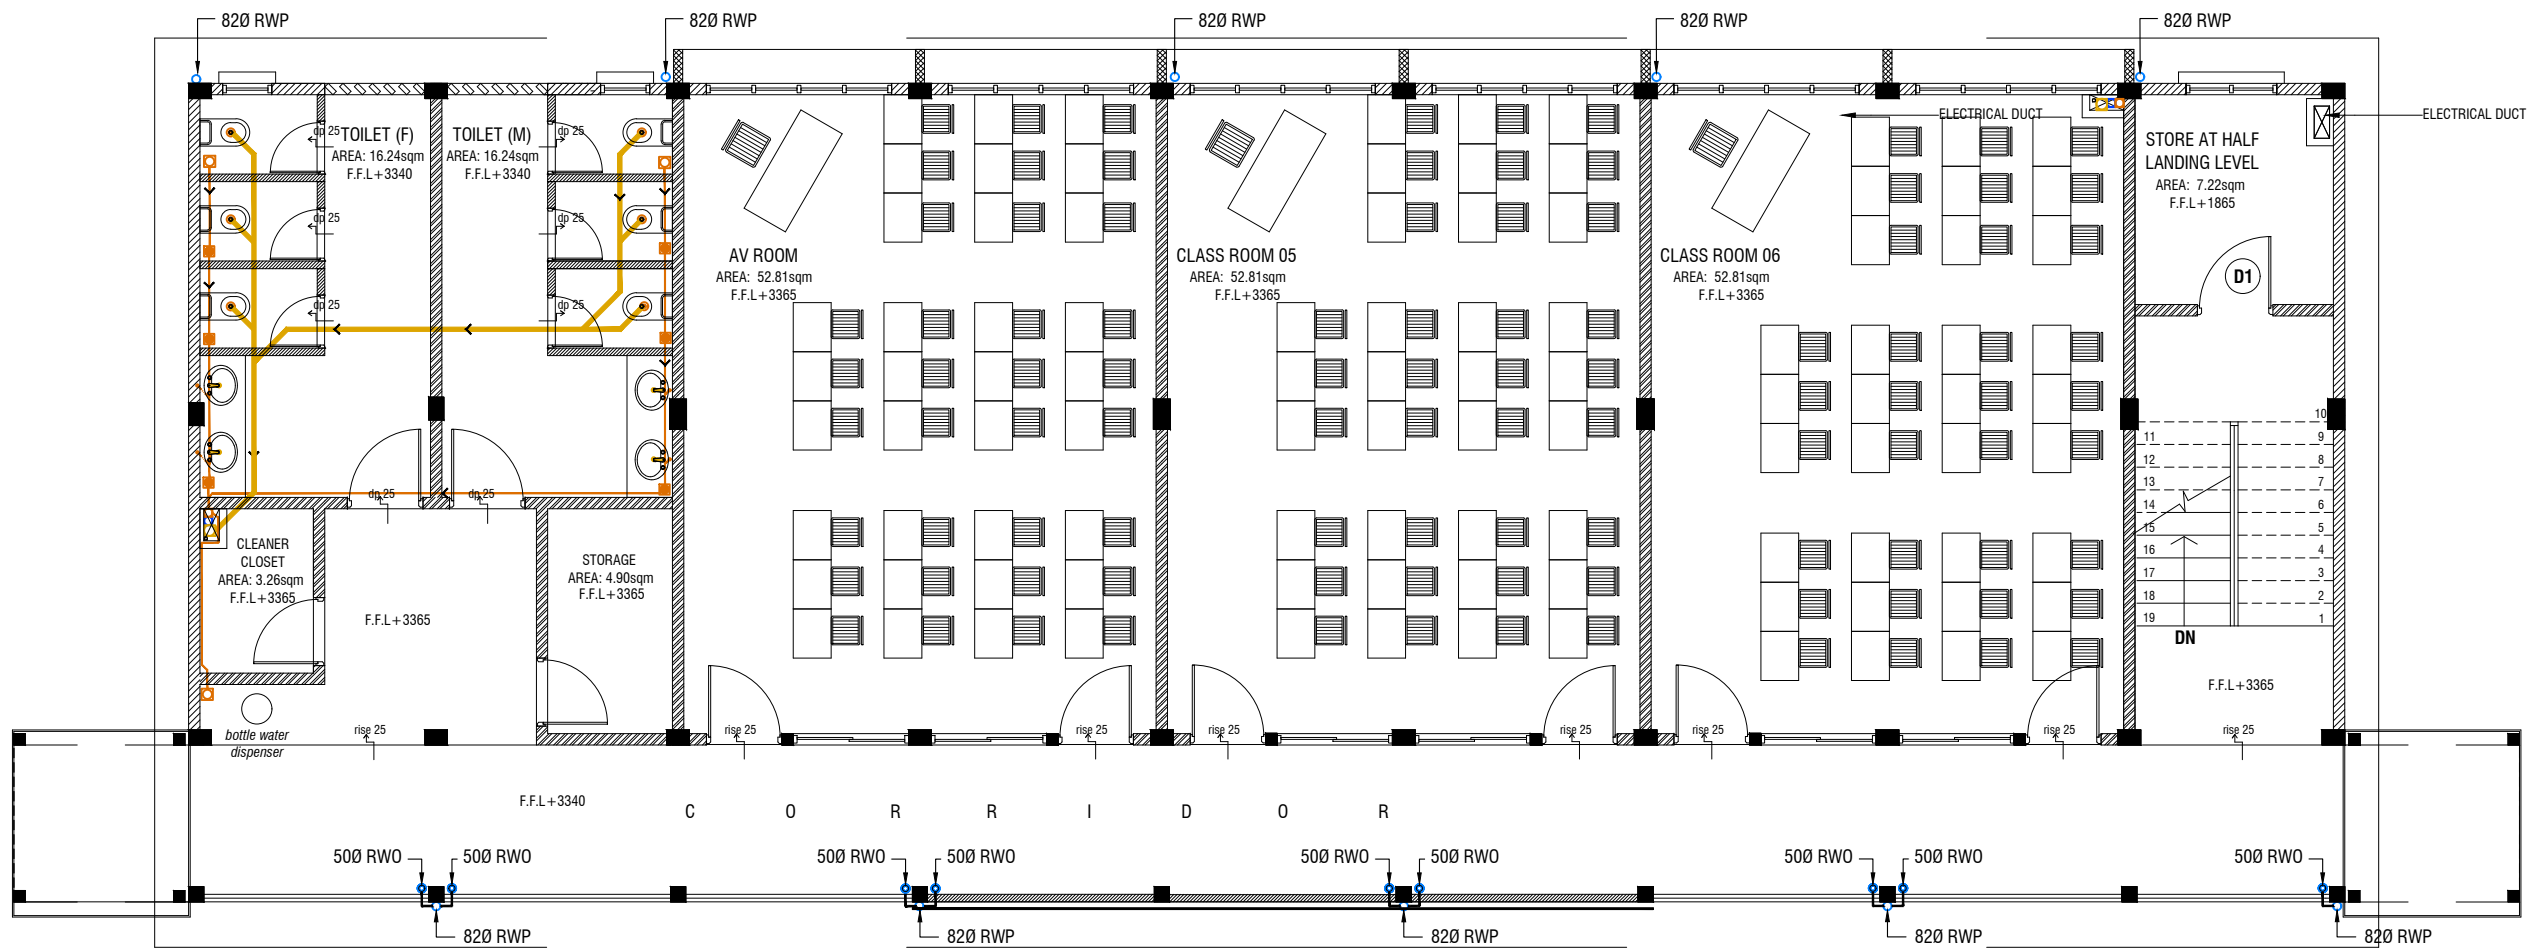 82Ø RWP
82Ø RWP
82Ø RWP
82Ø RWP
82Ø RWP
TOILET (F)
AREA: 16.24sqm
F.F.L+3340
TOILET (M)
AREA: 16.24sqm
F.F.L+3340
dp 25
dp 25
dp 25
dp 25
dp 25
dp 25
ELECTRICAL DUCT
ELECTRICAL DUCT
STORE AT HALF
LANDING LEVEL
AREA: 7.22sqm
F.F.L+1865
D1
AV ROOM
AREA: 52.81sqm
F.F.L+3365
CLASS ROOM 05
AREA: 52.81sqm
F.F.L+3365
CLASS ROOM 06
AREA: 52.81sqm
F.F.L+3365
10
11
9
12
8
13
7
14
6
15
5
16
4
17
3
18
2
19
1
DN
dp 25
dp 25
CLEANER
CLOSET
AREA: 3.26sqm
F.F.L+3365
STORAGE
AREA: 4.90sqm
F.F.L+3365
F.F.L+3365
F.F.L+3365
bottle water
dispenser
rise 25
rise 25
rise 25
rise 25
rise 25
rise 25
rise 25
rise 25
F.F.L+3340
C O R R I D O R
50Ø RWO
50Ø RWO
50Ø RWO
50Ø RWO
50Ø RWO
50Ø RWO
50Ø RWO
50Ø RWO
50Ø RWO
82Ø RWP
82Ø RWP
82Ø RWP
82Ø RWP
82Ø RWP